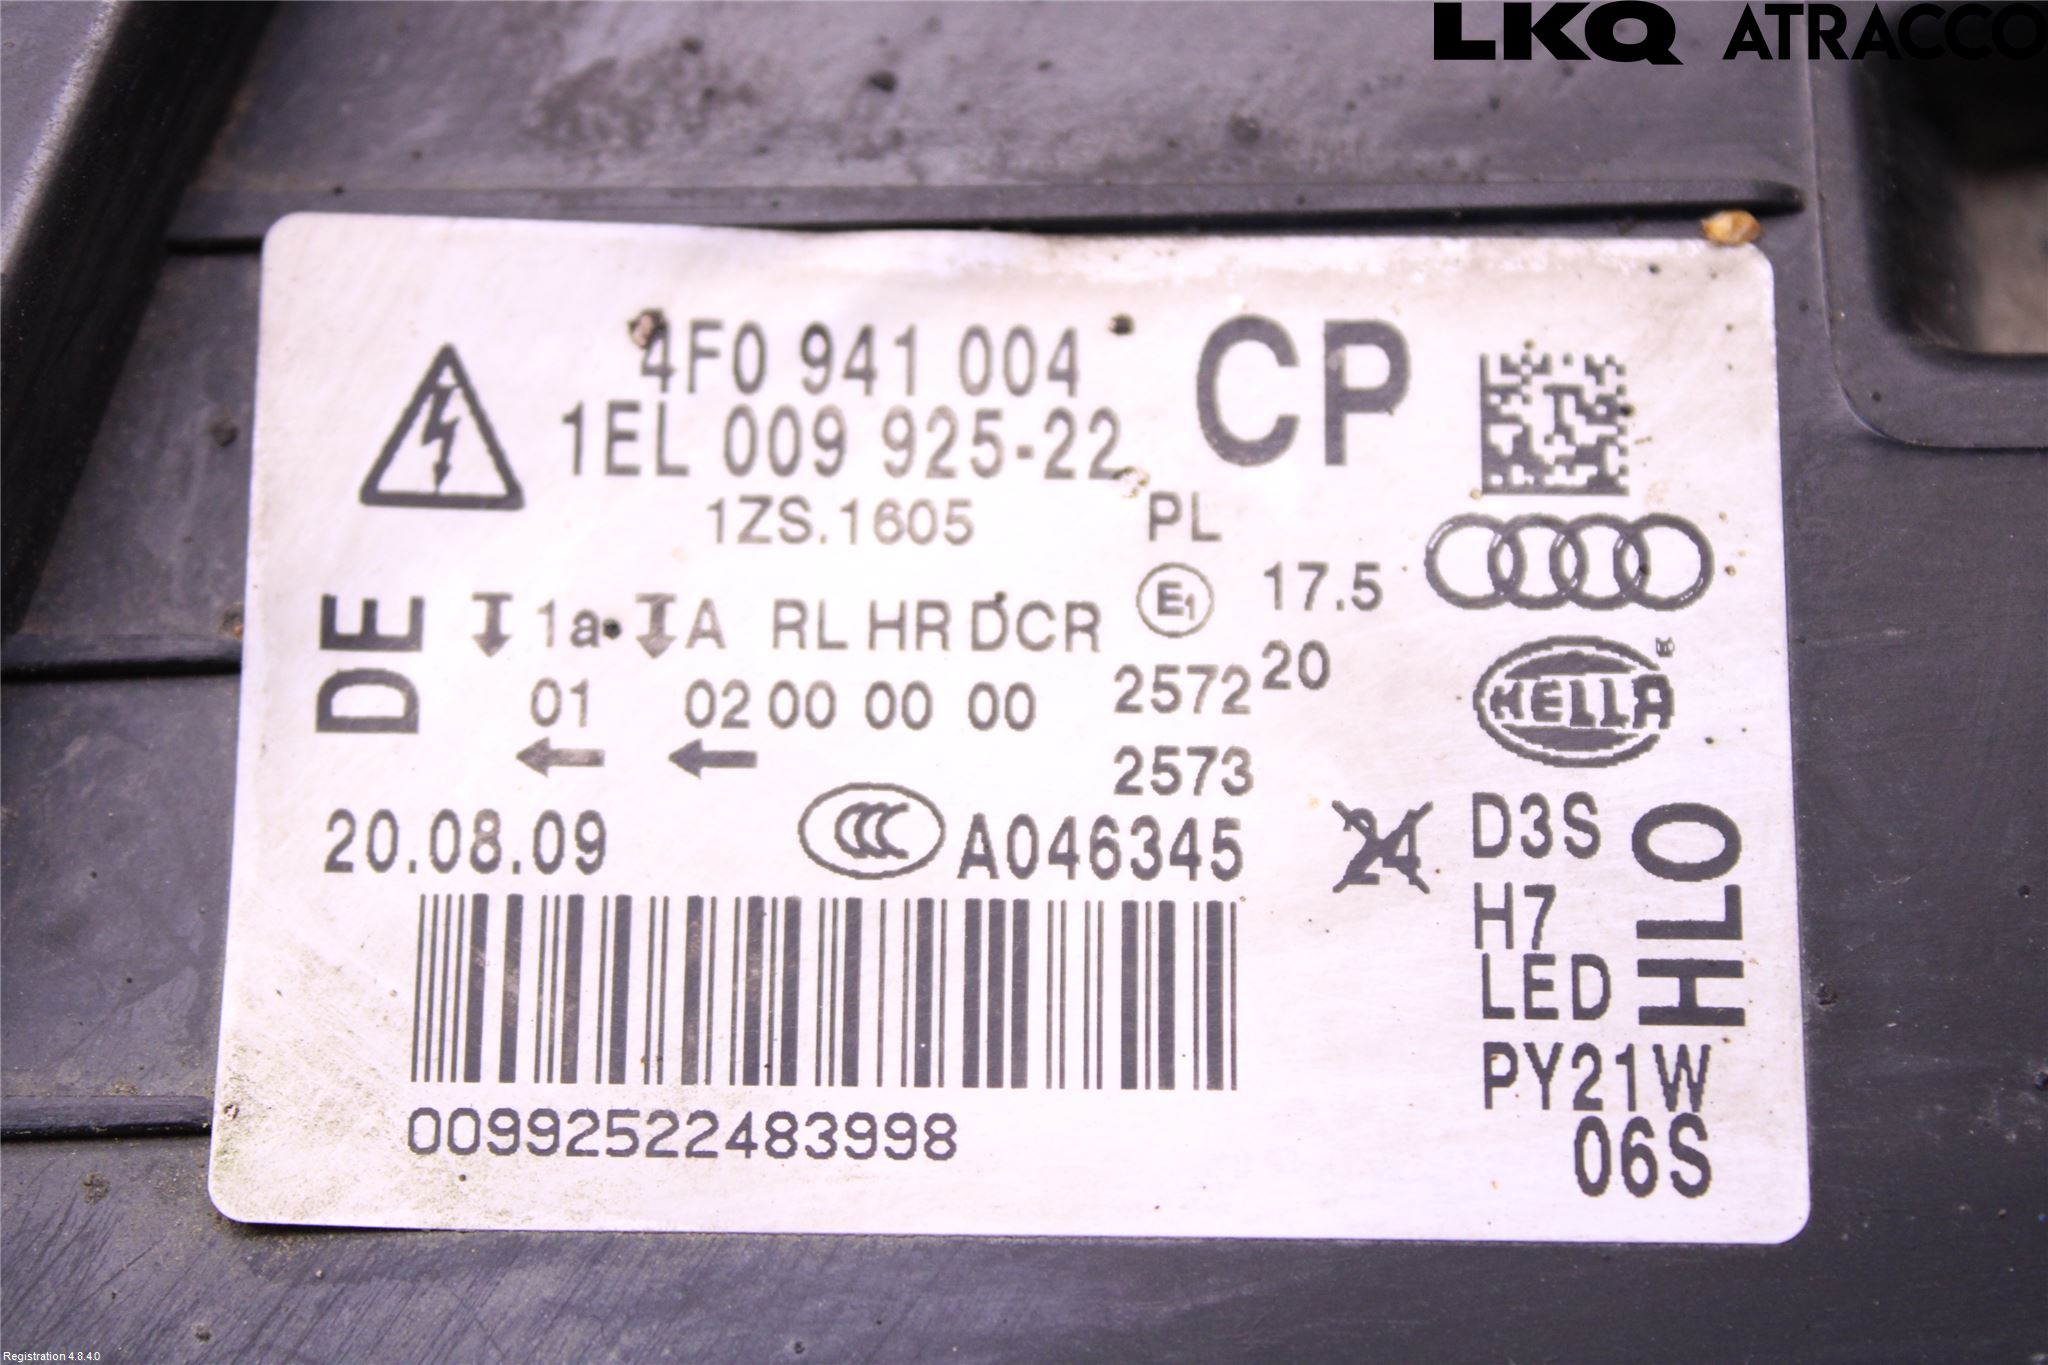 LKQ ATRACCO
4F0 941 004 CP
1EL 009 925-22
1ZS.1605 PL
DE
1a A RL HR DCR E1 17.5
01 02 00 00 00 2572 20
2573
HELLA
20.08.09 CCC A046345 24 D3S
H7
LED
HLO
PY21W
06S
00992522483998
Registration 4.8.4.0